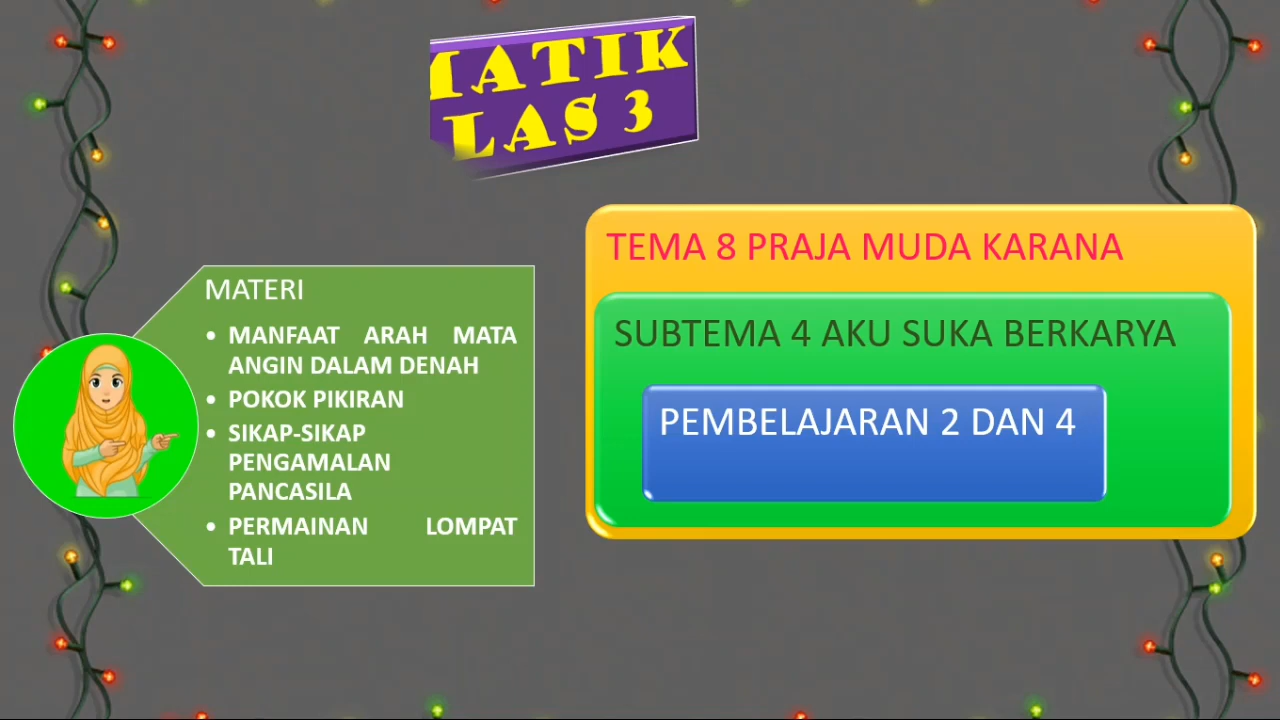 MATIK
LAS 3
TEMA 8 PRAJA MUDA KARANA
SUBTEMA 4 AKU SUKA BERKARYA
PEMBELAJARAN 2 DAN 4
MATERI
• MANFAAT ARAH MATA
ANGIN DALAM DENAH
• POKOK PIKIRAN
• SIKAP-SIKAP
PENGAMALAN
PANCASILA
• PERMAINAN LOMPAT
TALI